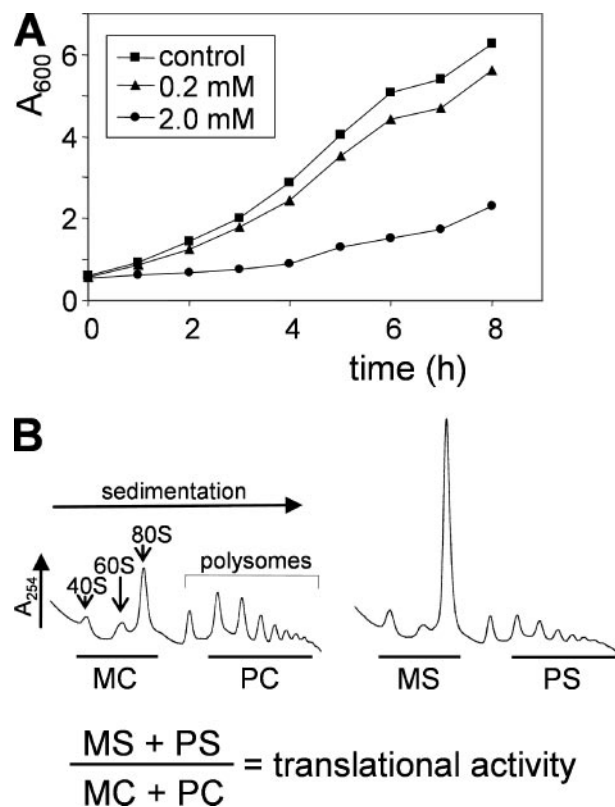 A
A600
6
4
2
0
control
0.2 mM
2.0 mM
0 2 4 6 8
time (h)
B
sedimentation
A254
40S
60S
80S
polysomes
MC PC MS PS
MS + PS
MC + PC
= translational activity